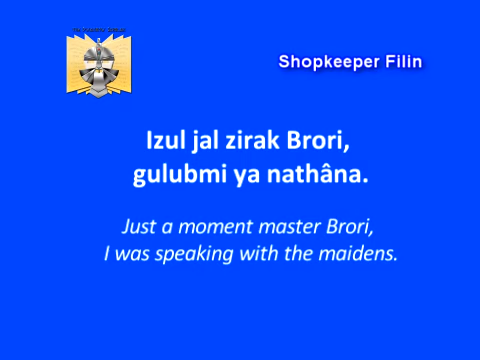 Shopkeeper Filin
Izul jal zirak Brori,
gulubmi ya nathâna.
Just a moment master Brori,
I was speaking with the maidens.